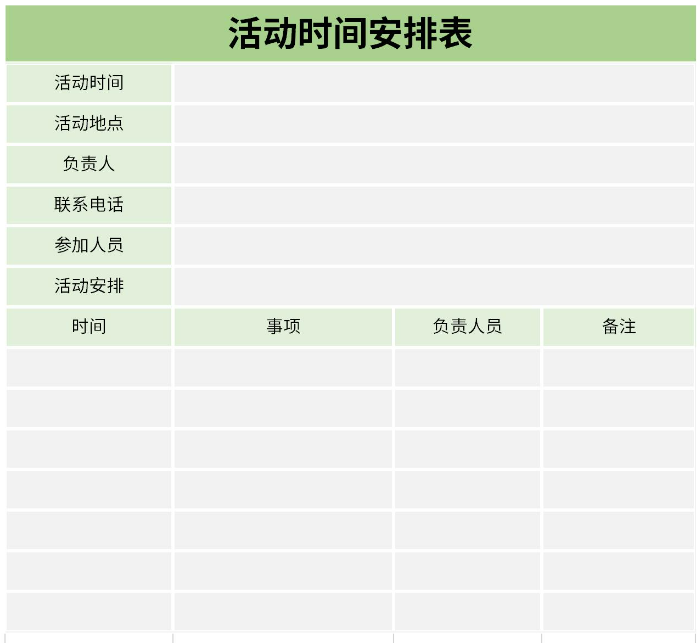 活动时间安排表
活动时间
活动地点
负责人
联系电话
参加人员
活动安排
时间 事项 负责人员 备注